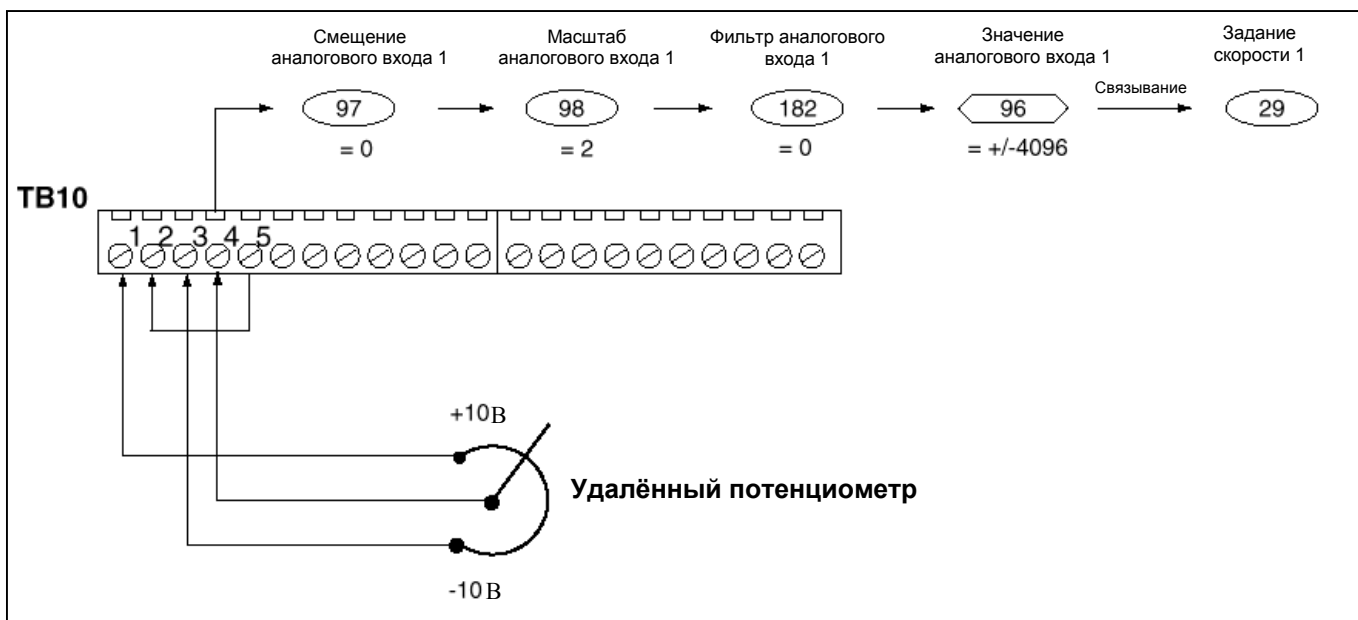 Смещение
аналогового входа 1
Масштаб
аналогового входа 1
Фильтр аналогового
входа 1
Значение
аналогового входа 1
Связывание
Задание
скорости 1
97
98
182
96
29
= 0
= 2
= 0
= +/-4096
TB10
1 2 3 4 5
+10В
Удалённый потенциометр
-10В